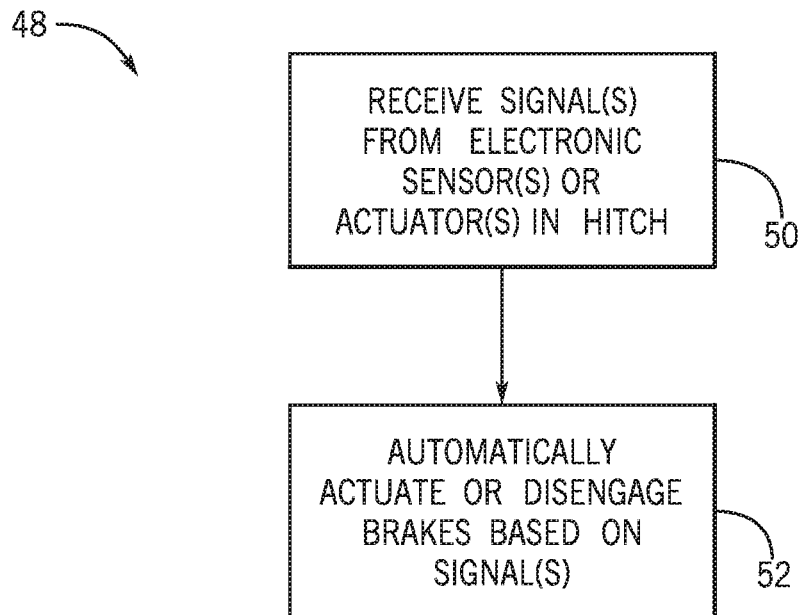 48
RECEIVE SIGNAL(S)
FROM ELECTRONIC
SENSOR(S) OR
ACTUATOR(S) IN HITCH
50
AUTOMATICALLY
ACTUATE OR DISENGAGE
BRAKES BASED ON
SIGNAL(S)
52